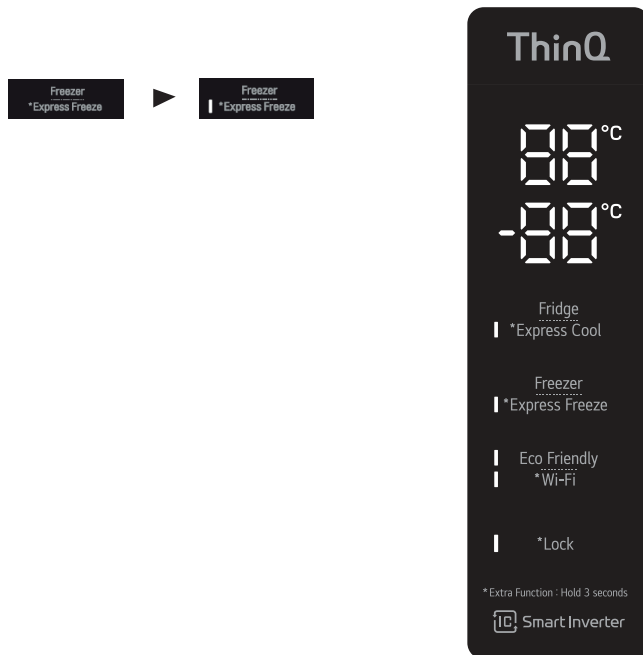 Freezer
*Express Freeze
Freezer
*Express Freeze
ThinQ
88°C
-88°C
Fridge
*Express Cool
Freezer
*Express Freeze
Eco Friendly
*Wi-Fi
*Lock
*Extra Function : Hold 3 seconds
IC Smart Inverter